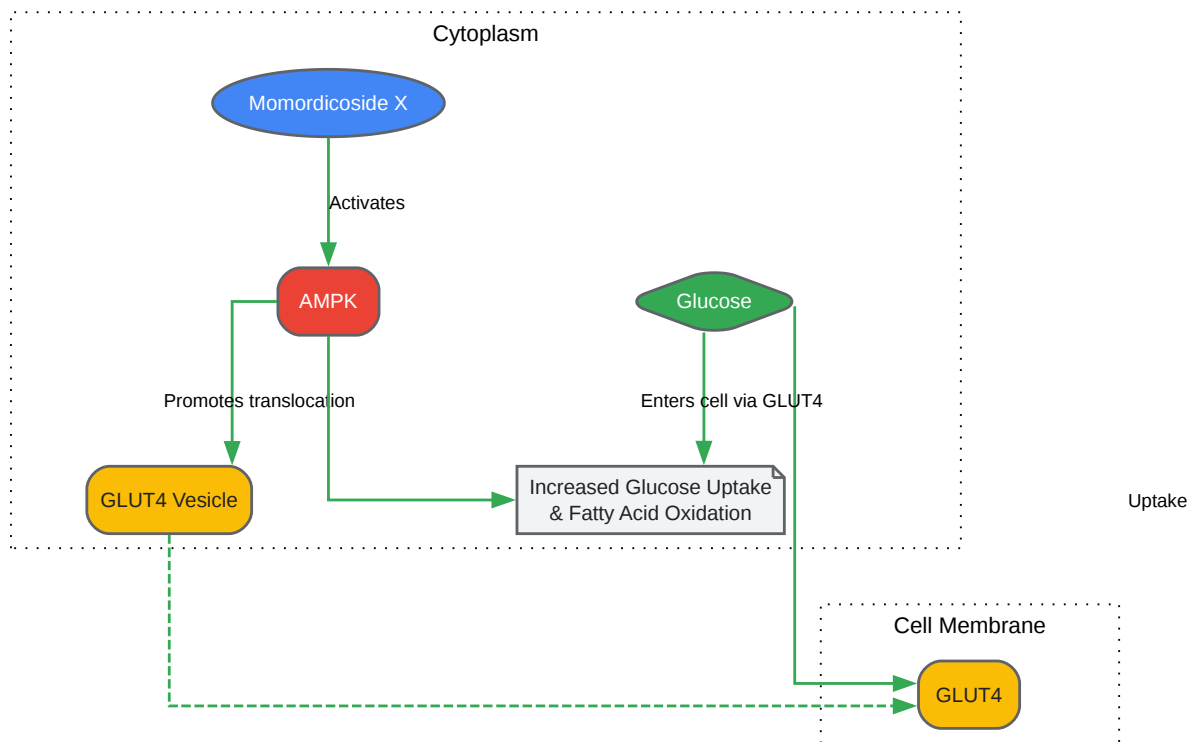 Cytoplasm
Momordicoside X
Activates
AMPK
Glucose
Promotes translocation
Enters cell via GLUT4
GLUT4 Vesicle
Increased Glucose Uptake
& Fatty Acid Oxidation
Uptake
Cell Membrane
GLUT4